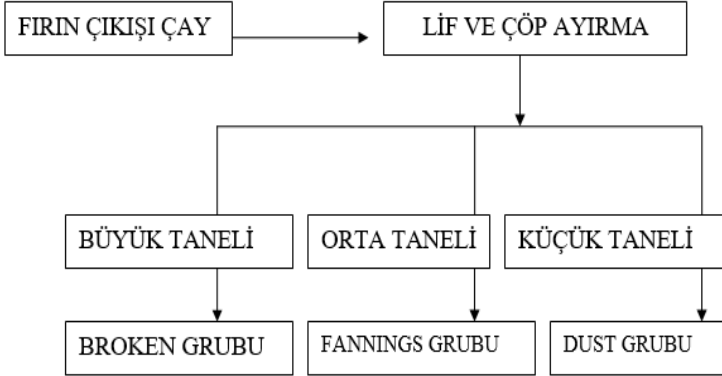 FIRIN ÇIKIŞI ÇAY
LİF VE ÇÖP AYIRMA
BÜYÜK TANELİ
ORTA TANELİ
KÜÇÜK TANELİ
BROKEN GRUBU
FANNINGS GRUBU
DUST GRUBU